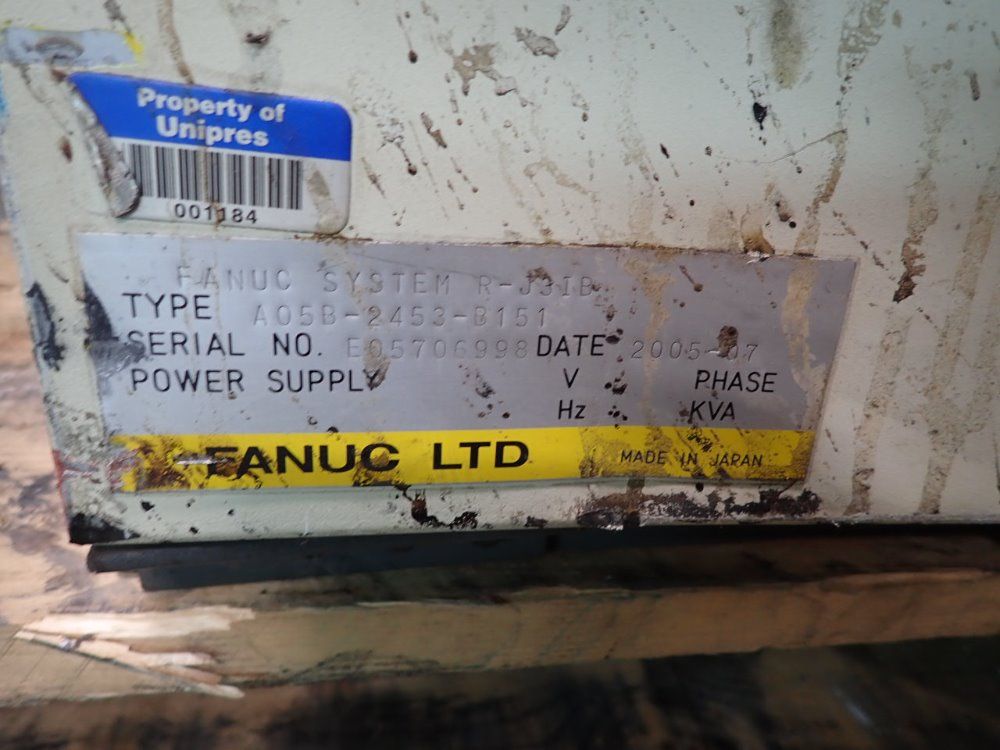 Property of
Unipres
001184
FANUC SYSTEM R-J3IB
TYPE A05B-2453-B151
SERIAL NO. E05706998 DATE 2005-07
POWER SUPPLY V PHASE
Hz KVA
FANUC LTD MADE IN JAPAN